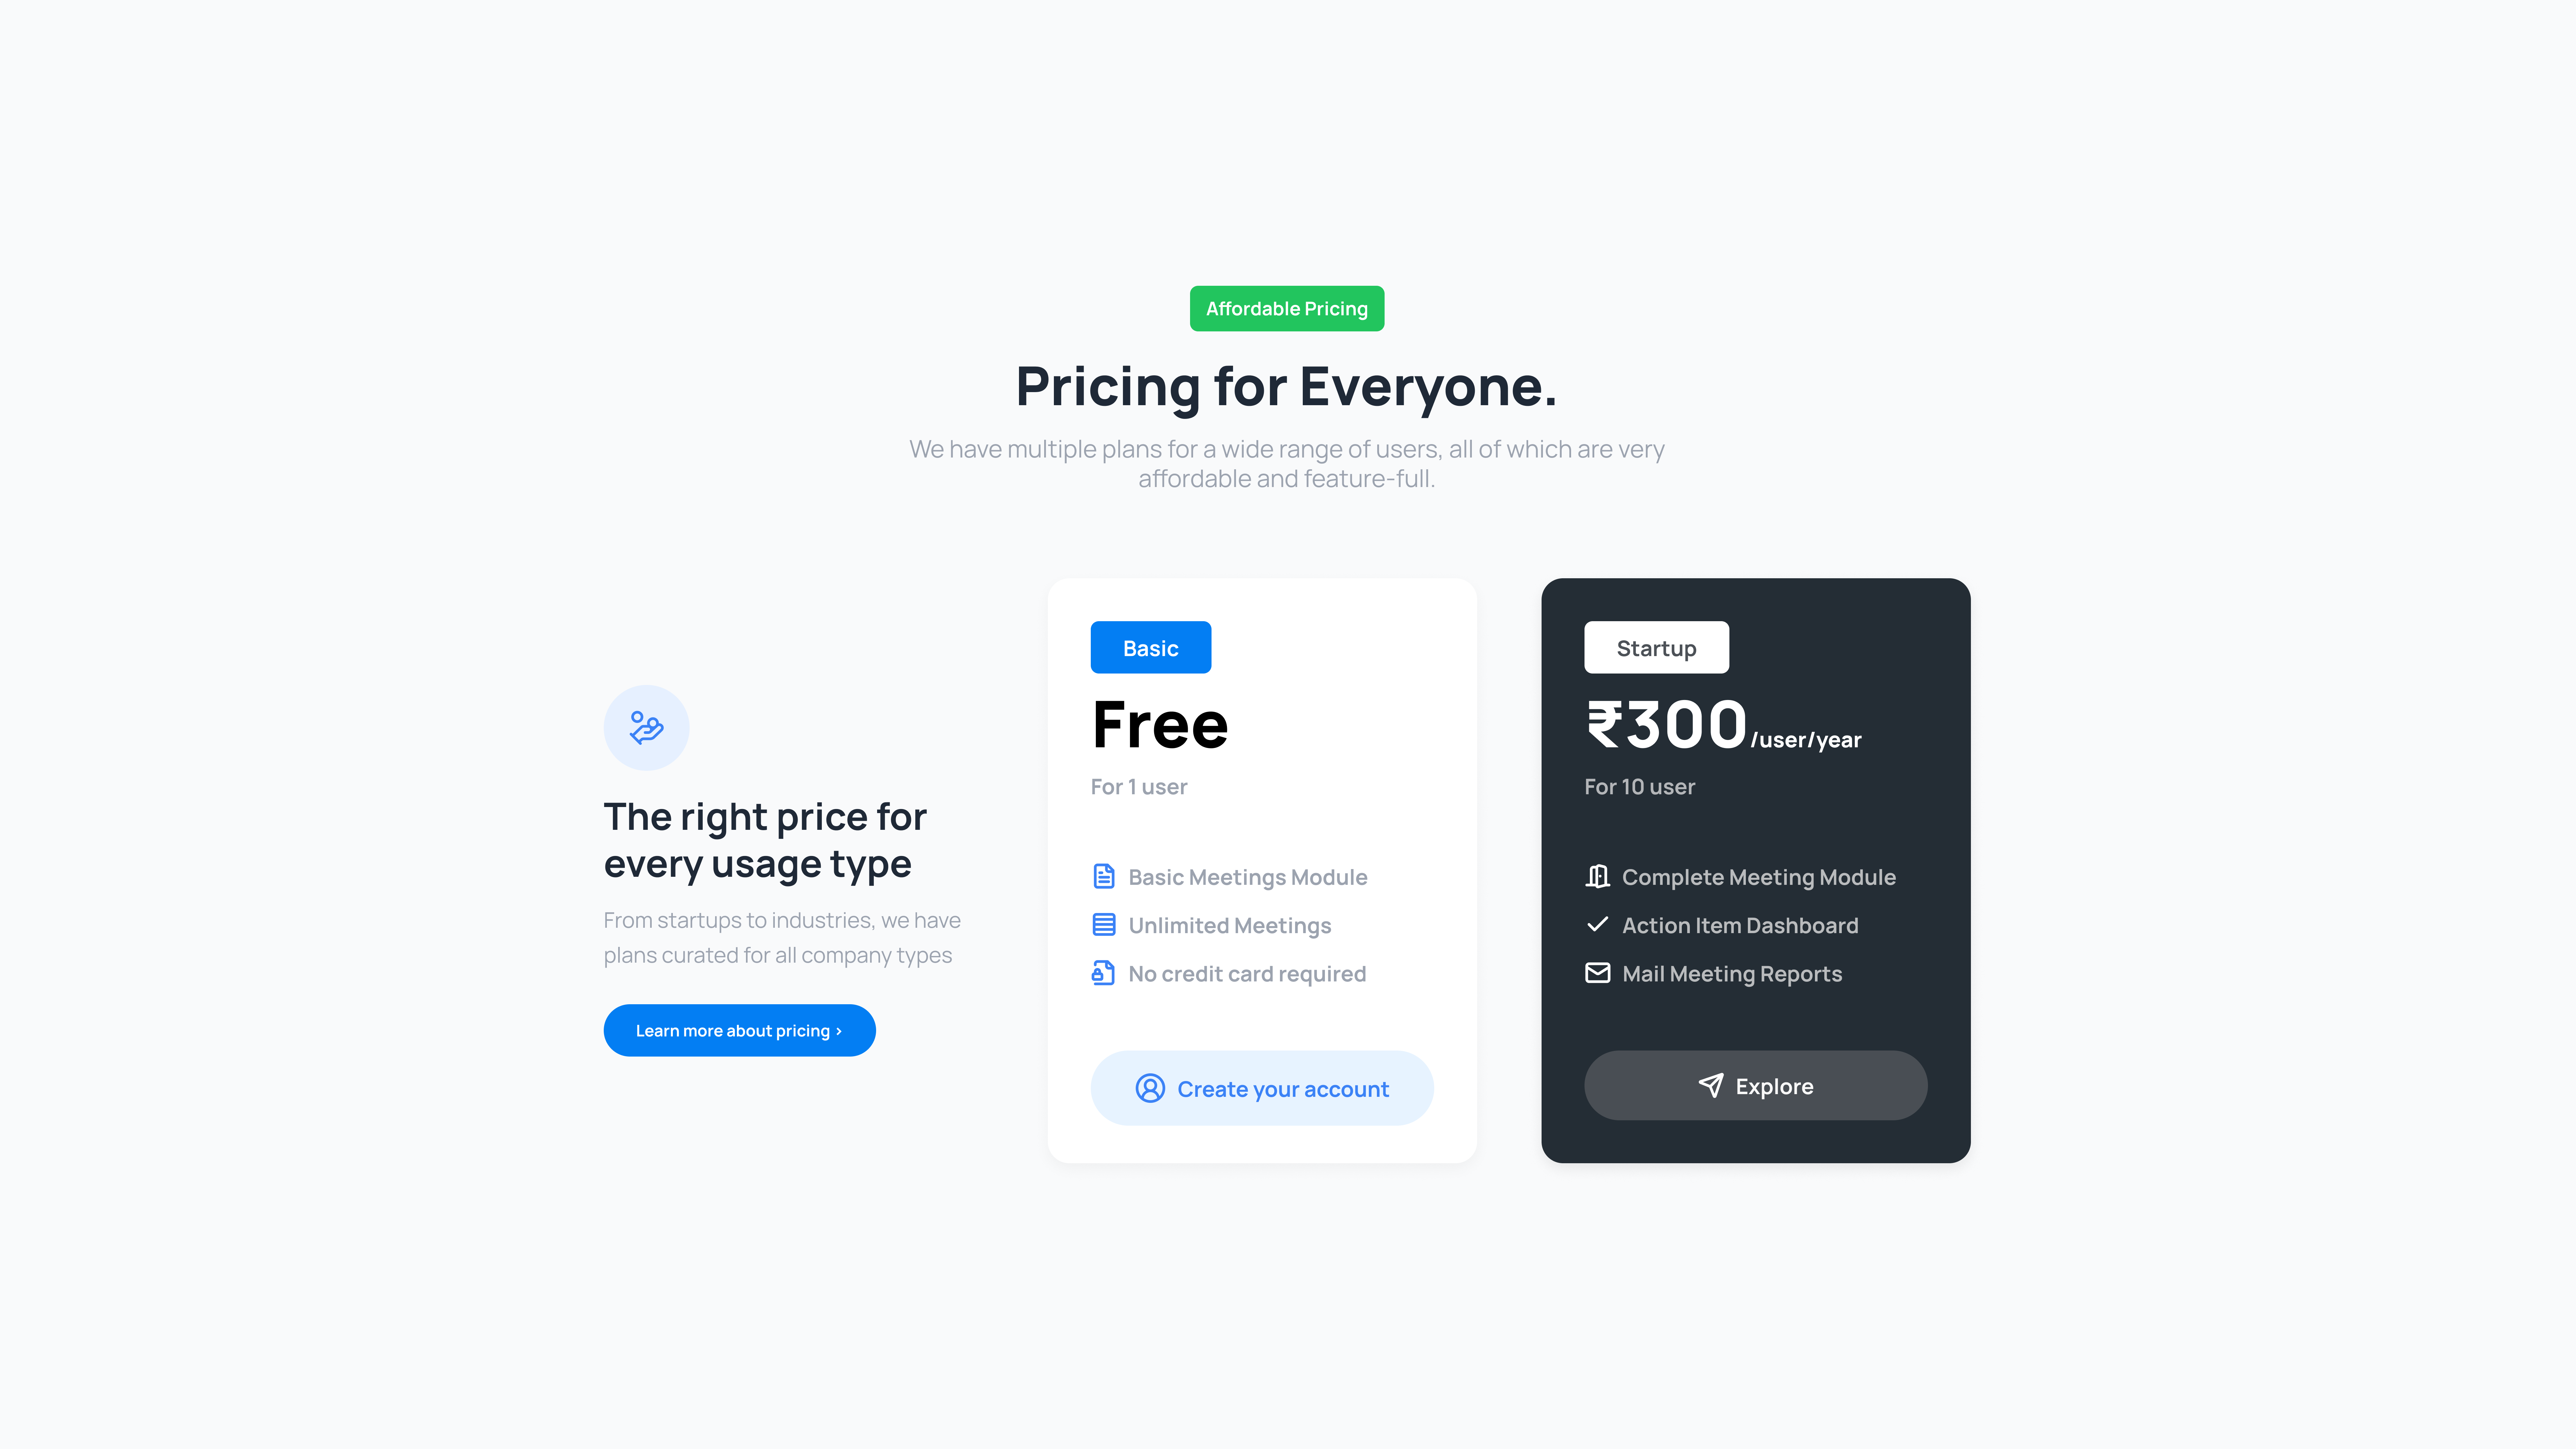 Affordable Pricing
Pricing for Everyone.
We have multiple plans for a wide range of users, all of which are very
affordable and feature-full.
The right price for
every usage type
From startups to industries, we have
plans curated for all company types
Learn more about pricing ›
Basic
Free
For 1 user
Basic Meetings Module
Unlimited Meetings
No credit card required
Create your account
Startup
₹300/user/year
For 10 user
Complete Meeting Module
Action Item Dashboard
Mail Meeting Reports
Explore